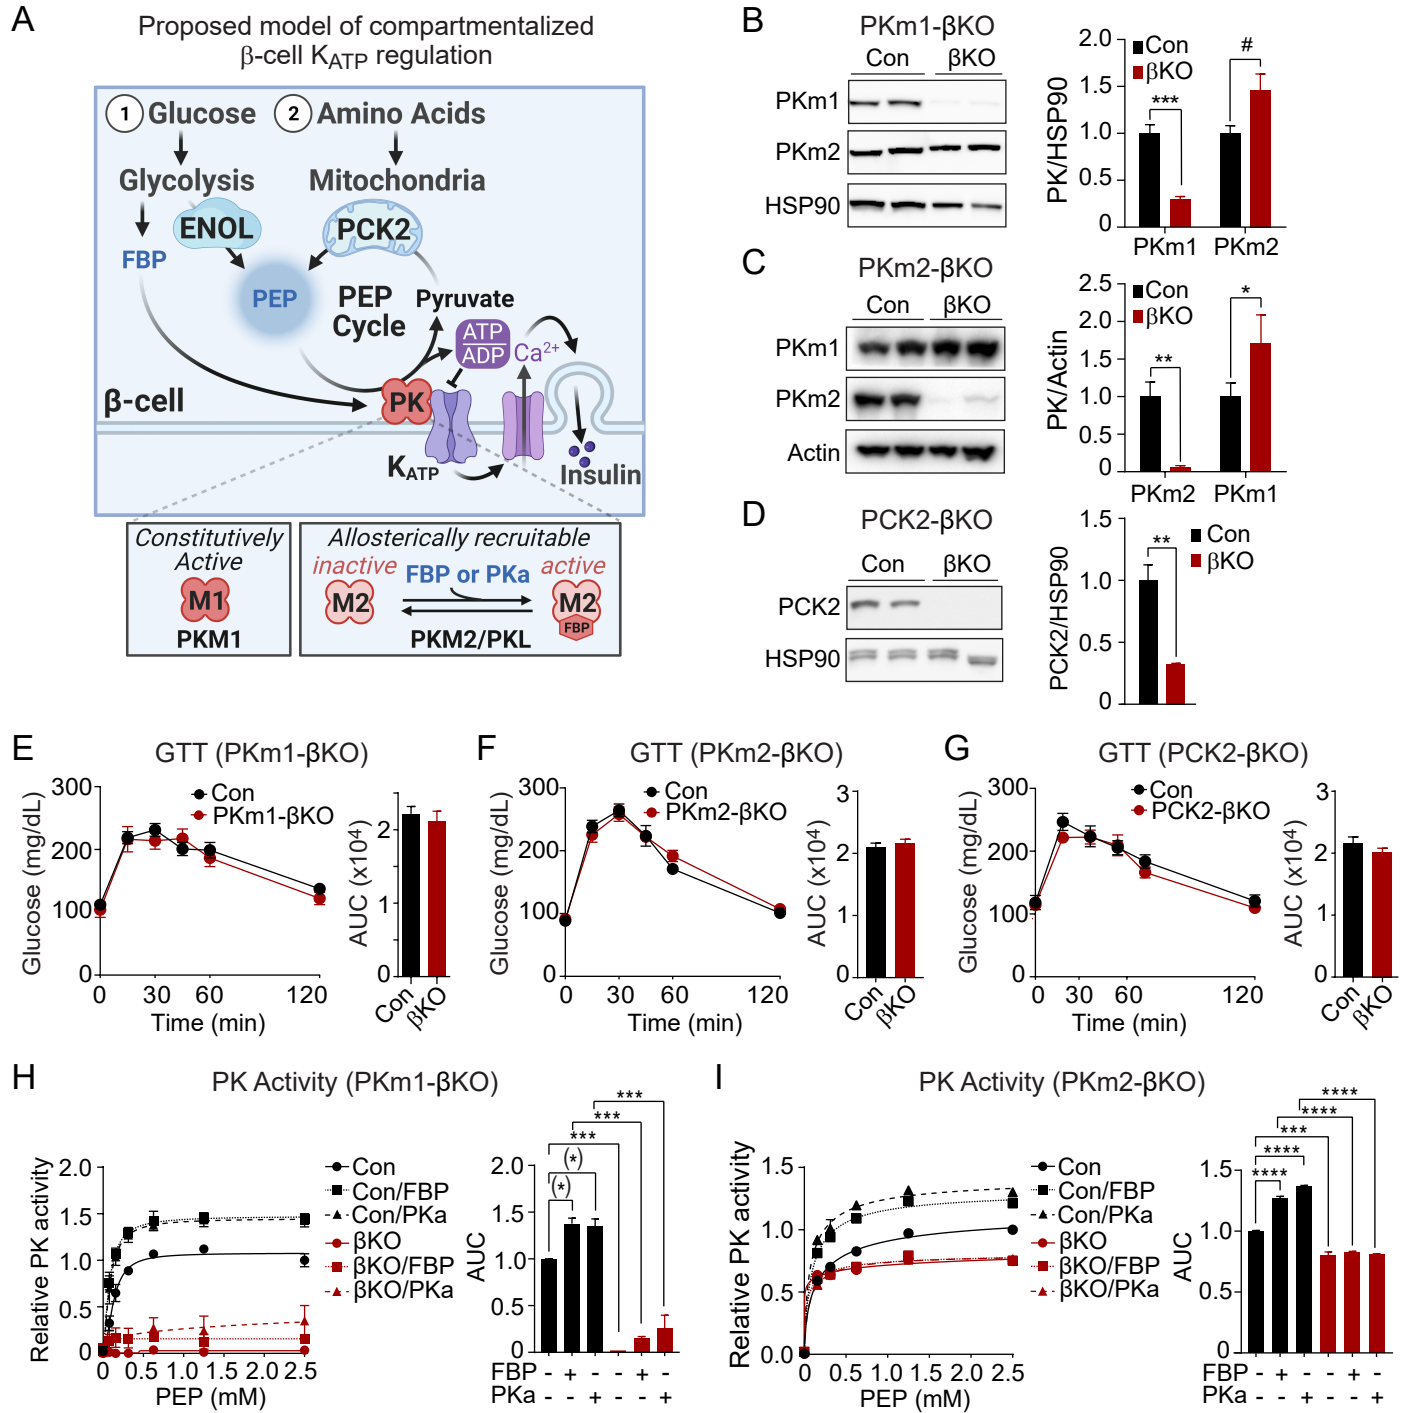 A
Proposed model of compartmentalized
β-cell KATP regulation
1 Glucose
2 Amino Acids
Glycolysis
Mitochondria
ENOL
PCK2
FBP
PEP
PEP
Cycle
Pyruvate
ATP
ADP
Ca2+
β-cell
PK
KATP
Insulin
Constitutively
Active
M1
PKM1
Allosterically recruitable
inactive
FBP or PKa
active
M2
M2
FBP
PKM2/PKL
B
PKm1-βKO
Con
βKO
PKm1
PKm2
HSP90
PK/HSP90
2.0
1.5
1.0
0.5
0
Con
βKO
***
#
PKm1
PKm2
C
PKm2-βKO
Con
βKO
PKm1
PKm2
Actin
PK/Actin
2.5
2.0
1.5
1.0
0.5
0
Con
βKO
**
*
PKm2
PKm1
D
PCK2-βKO
Con
βKO
PCK2
HSP90
PCK2/HSP90
1.5
1.0
0.5
0
Con
βKO
**
E
GTT (PKm1-βKO)
Glucose (mg/dL)
300
200
100
0
Con
PKm1-βKO
0
30
60
120
Time (min)
AUC (x104)
2
1
0
Con
βKO
F
GTT (PKm2-βKO)
Glucose (mg/dL)
300
200
100
0
Con
PKm2-βKO
0
30
60
120
Time (min)
AUC (x104)
3
2
1
0
Con
βKO
G
GTT (PCK2-βKO)
Glucose (mg/dL)
300
200
100
0
Con
PCK2-βKO
0
30
60
120
Time (min)
AUC (x104)
3
2
1
0
Con
βKO
H
PK Activity (PKm1-βKO)
Relative PK activity
2.0
1.5
1.0
0.5
0
0
0.5
1.0
1.5
2.0
2.5
PEP (mM)
Con
Con/FBP
Con/PKa
βKO
βKO/FBP
βKO/PKa
AUC
2.0
1.5
1.0
0.5
0
***
***
***
(*)
(*)
FBP - + - - + -
PKa - - + - - +
I
PK Activity (PKm2-βKO)
Relative PK activity
1.5
1.0
0.5
0.0
0
0.5
1.0
1.5
2.0
2.5
PEP (mM)
Con
Con/FBP
Con/PKa
βKO
βKO/FBP
βKO/PKa
AUC
1.5
1.0
0.5
0
****
****
***
****
****
FBP - + - - + -
PKa - - + - - +